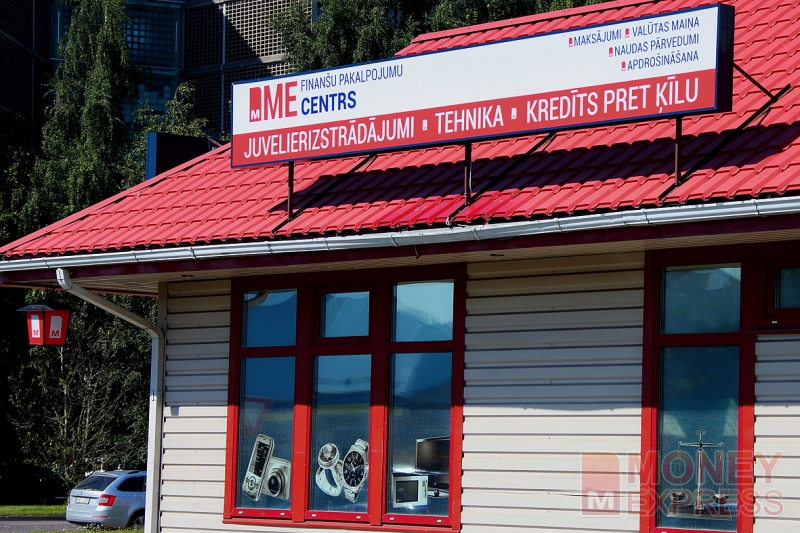 ME FINANŠU PAKALPOJUMU
CENTRS
MAKSĀJUMI VALŪTAS MAIŅA
NAUDAS PĀRVEDUMI
APDROŠINĀŠANA
JUVELIERIZSTRĀDĀJUMI ▪ TEHNIKA ▪ KREDĪTS PRET ĶĪLU
M M
MONEY
M EXPRESS